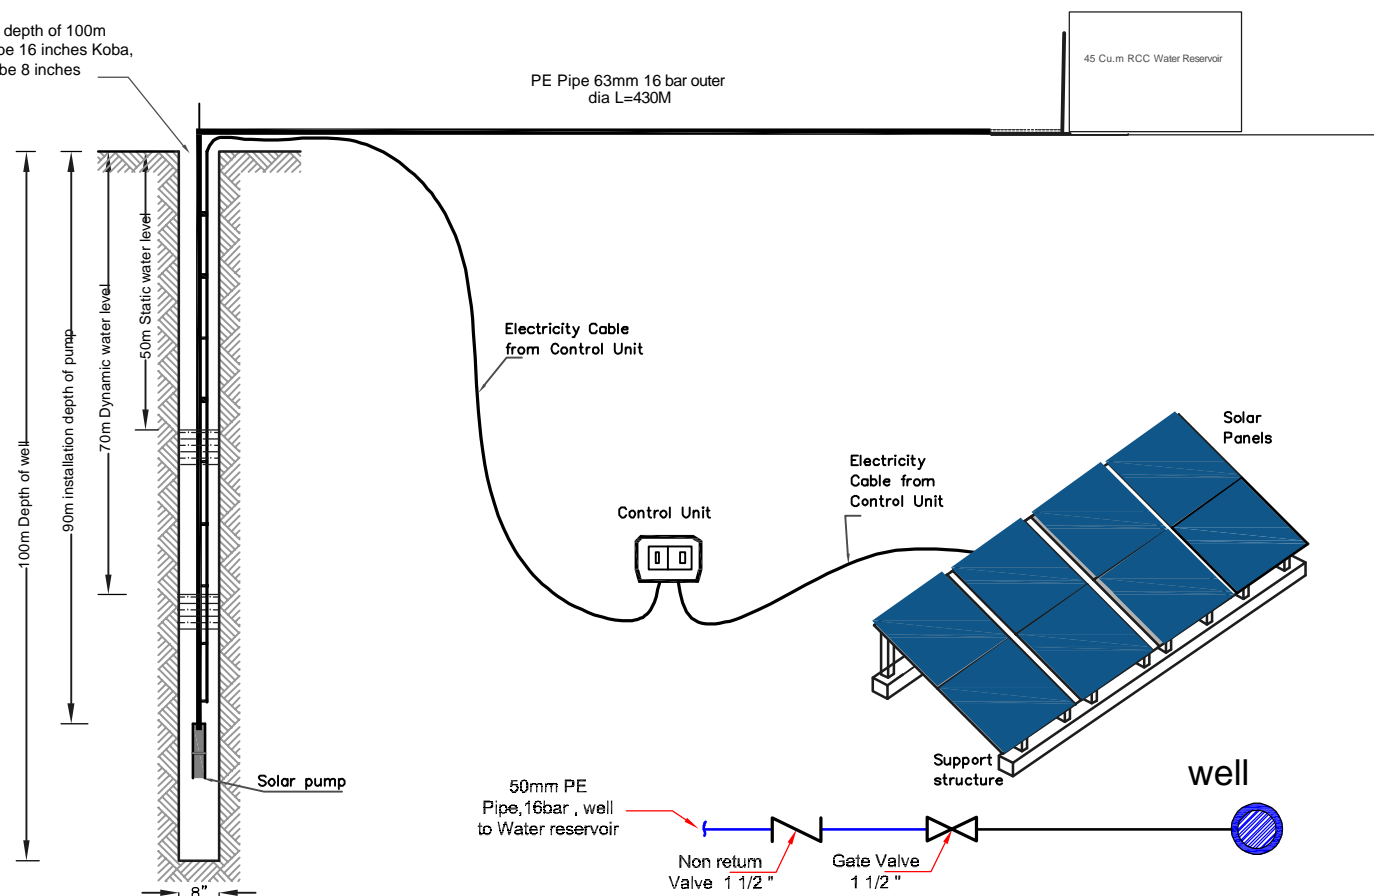 depth of 100m
be 16 inches Koba,
be 8 inches
PE Pipe 63mm 16 bar outer
dia L=430M
45 Cu.m RCC Water Reservoir
100m Depth of well
90m installation depth of pump
70m Dynamic water level
50m Static water level
Electricity Cable
from Control Unit
Control Unit
Electricity
Cable from
Control Unit
Solar
Panels
Support
structure
Solar pump
8"
50mm PE
Pipe,16bar , well
to Water reservoir
Non return
Valve 1 1/2 "
Gate Valve
1 1/2 "
well